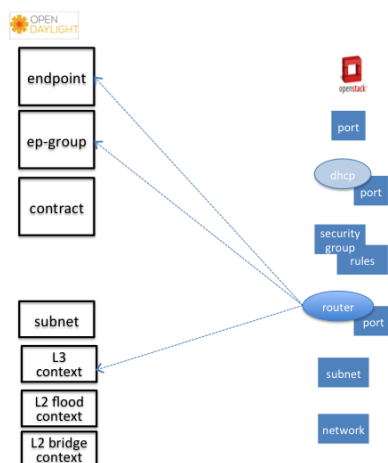 OPEN
DAYLIGHT
endpoint
ep-group
contract
subnet
L3
context
L2 flood
context
L2 bridge
context
openstack
port
dhcp
port
security
group
rules
router
port
subnet
network